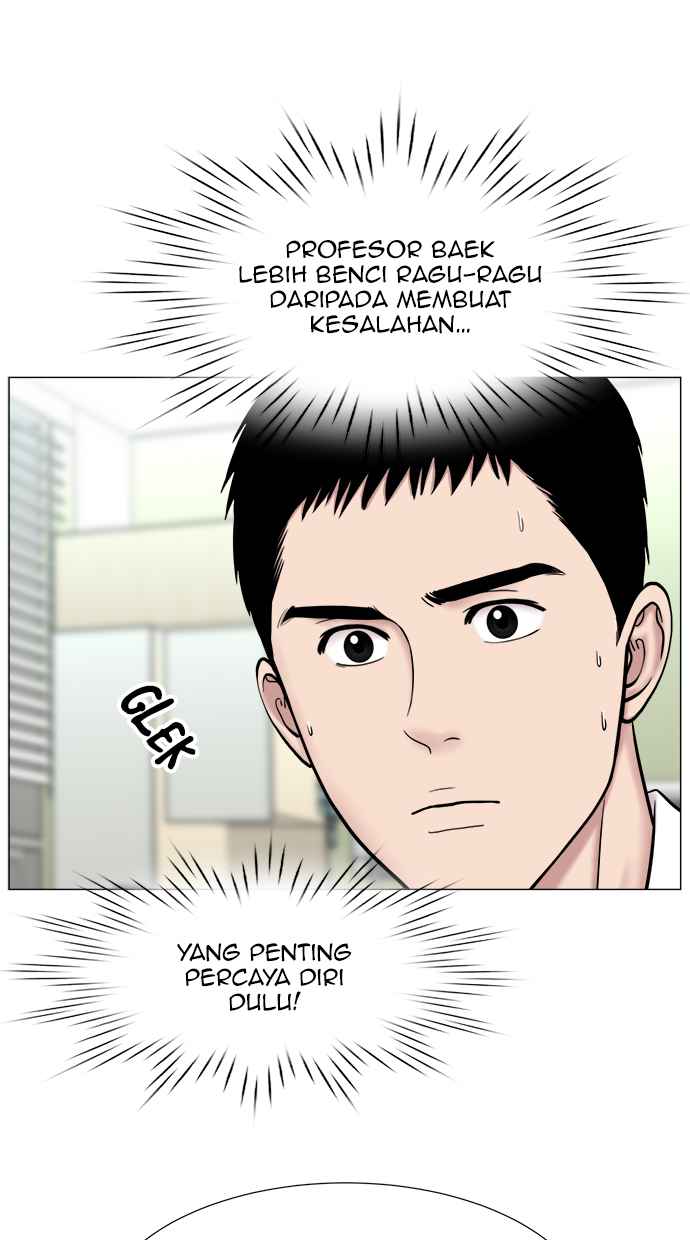 PROFESOR BAEK
LEBIH BENCI RAGU-RAGU
DARIPADA MEMBUAT
KESALAHAN...
GLEK
YANG PENTING
PERCAYA DIRI
DULU!